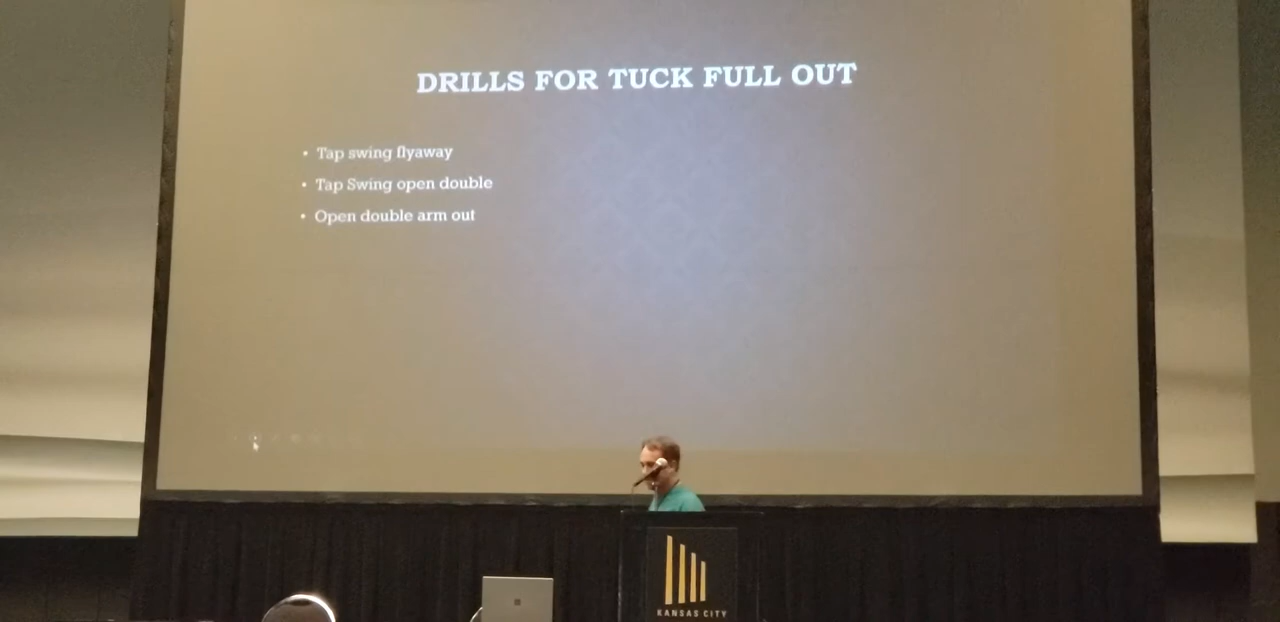 DRILLS FOR TUCK FULL OUT
• Tap swing flyaway
• Tap Swing open double
• Open double arm out
KANSAS CITY